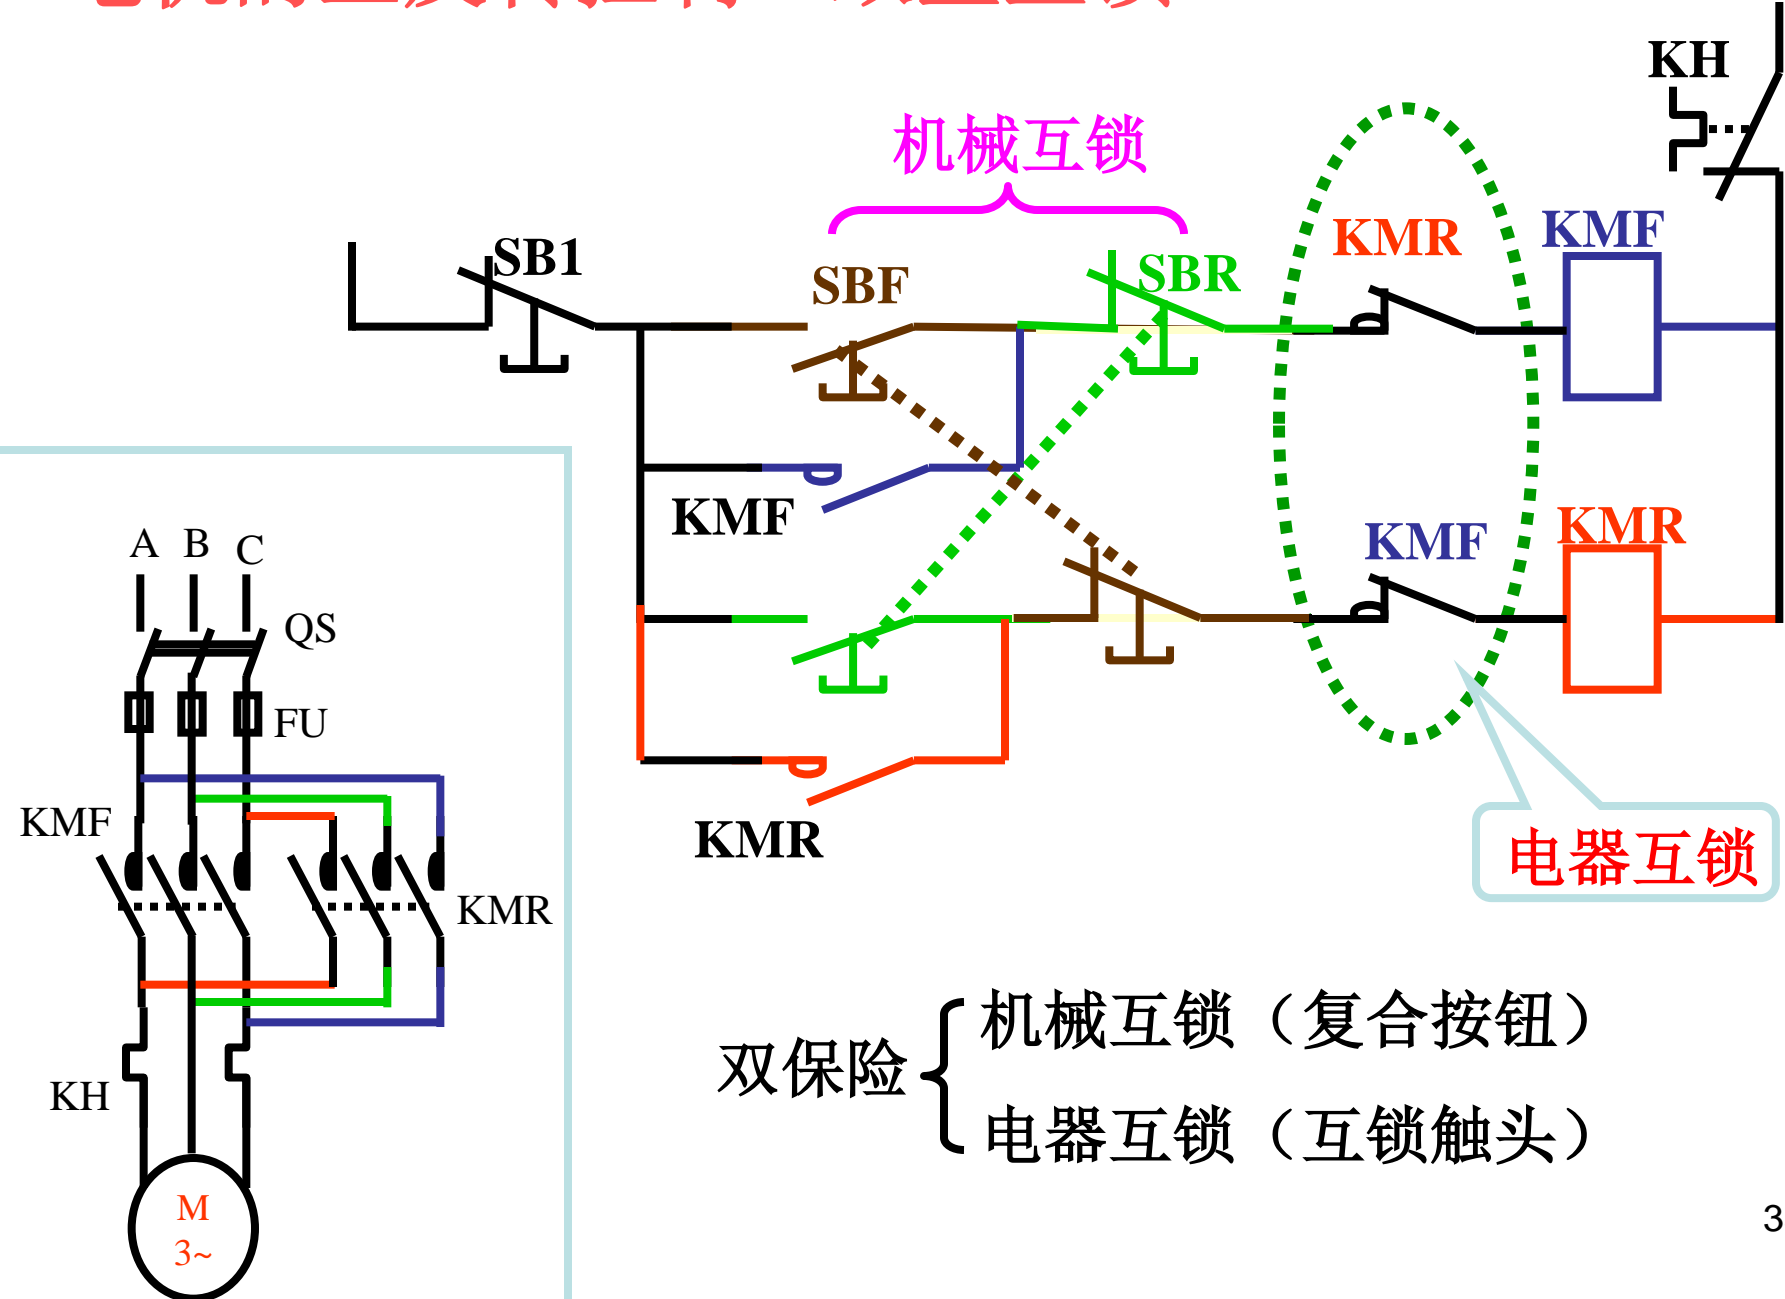 KH
机械互锁
KMR
KMF
SB1
SBF
SBR
KMF
KMF
KMR
KMR
电器互锁
A B C
QS
FU
KMF
KMR
KH
M
3~
双保险
机械互锁（复合按钮）
电器互锁（互锁触头）
3